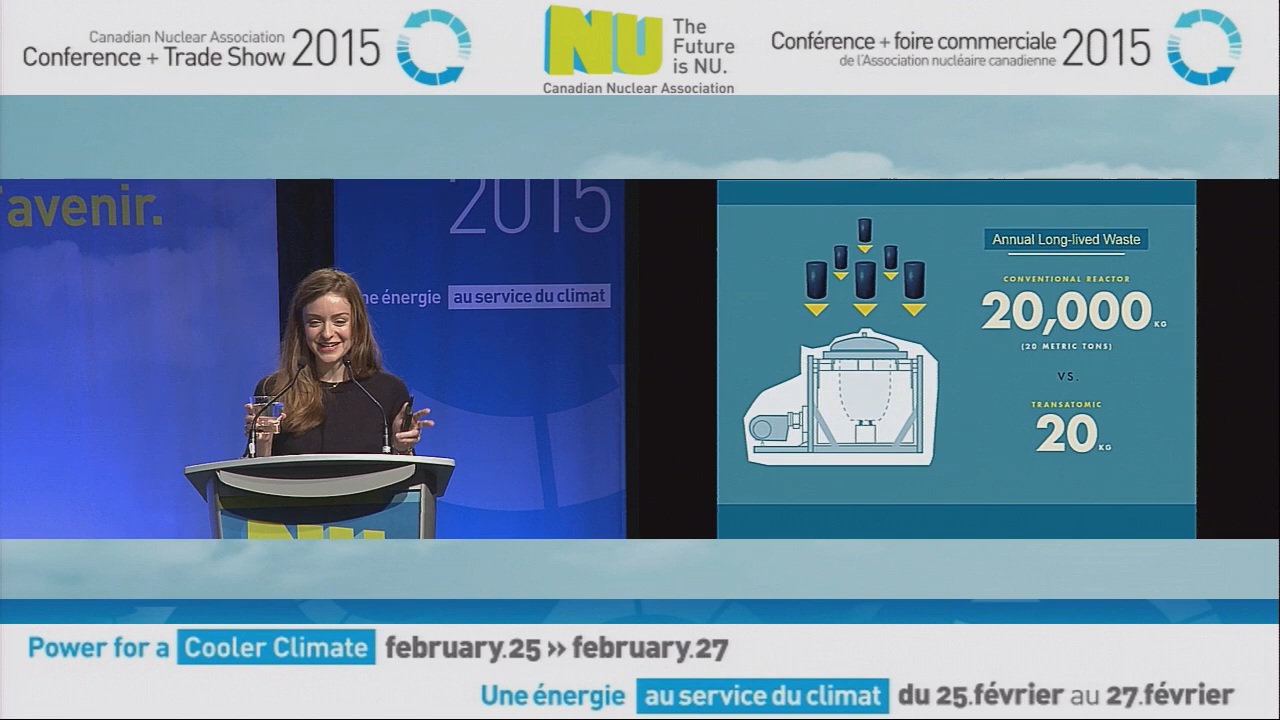 Canadian Nuclear Association
Conference + Trade Show 2015
NU
The
Future
is NU.
Canadian Nuclear Association
Conférence + foire commerciale 2015
de l'Association nucléaire canadienne
'avenir.
2015
ne énergie au service du climat
NU
Annual Long-lived Waste
CONVENTIONAL REACTOR
20,000 KG
(20 METRIC TONS)
VS.
TRANSATOMIC
20 KG
Power for a Cooler Climate february.25 >> february.27
Une énergie au service du climat du 25.février au 27.février